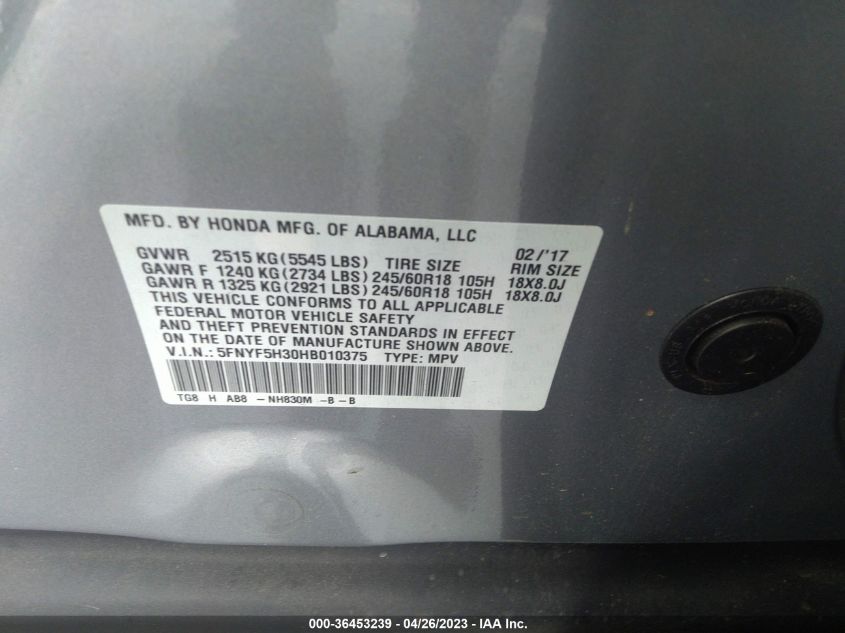 MFD. BY HONDA MFG. OF ALABAMA, LLC
GVWR 2515 KG(5545 LBS) TIRE SIZE 02/'17 RIM SIZE
GAWR F 1240 KG(2734 LBS)245/60R18 105H 18X8.0J
GAWR R 1325 KG(2921 LBS)245/60R18 105H 18X8.0J
THIS VEHICLE CONFORMS TO ALL APPLICABLE
FEDERAL MOTOR VEHICLE SAFETY
AND THEFT PREVENTION STANDARDS IN EFFECT
ON THE DATE OF MANUFACTURE SHOWN ABOVE.
V.I.N.: 5FNYF5H30HB010375 TYPE: MPV
TG8 H AB8 - NH830M -B-B
000-36453239 - 04/26/2023 - IAA Inc.